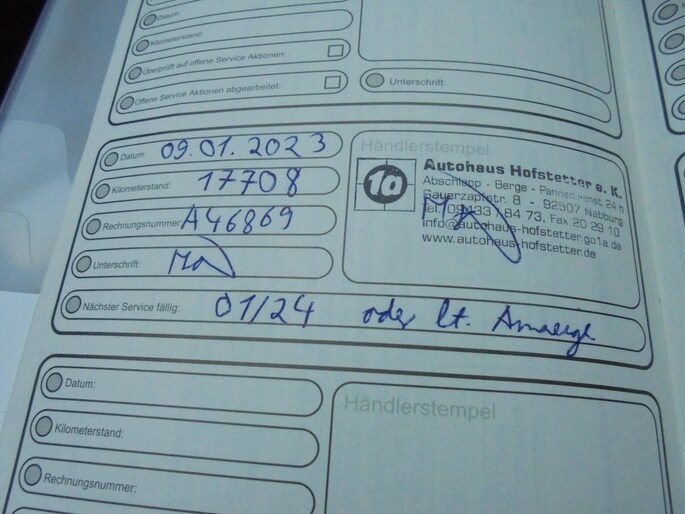 Datum:
Kilometerstand:
Überprüft auf offene Service Aktionen:
Offene Service Aktionen abgearbeitet:
Unterschrift:
Datum: 09.01.2023
Kilometerstand: 17708
Rechnungsnummer: A46869
Unterschrift:
Händlerstempel
1a
Autohaus Hofstetter e. K.
Abschlepp - Berge - Pannendienst 24 h
Sauerzapfstr. 8 - 92507 Nabburg
Tel. 09433 / 84 73, Fax 20 29 10
info@autohaus-hofstetter.go1a.de
www.autohaus-hofstetter.de
Nächster Service fällig: 01/24 oder lt. Anzeige
Datum:
Kilometerstand:
Rechnungsnummer:
Händlerstempel